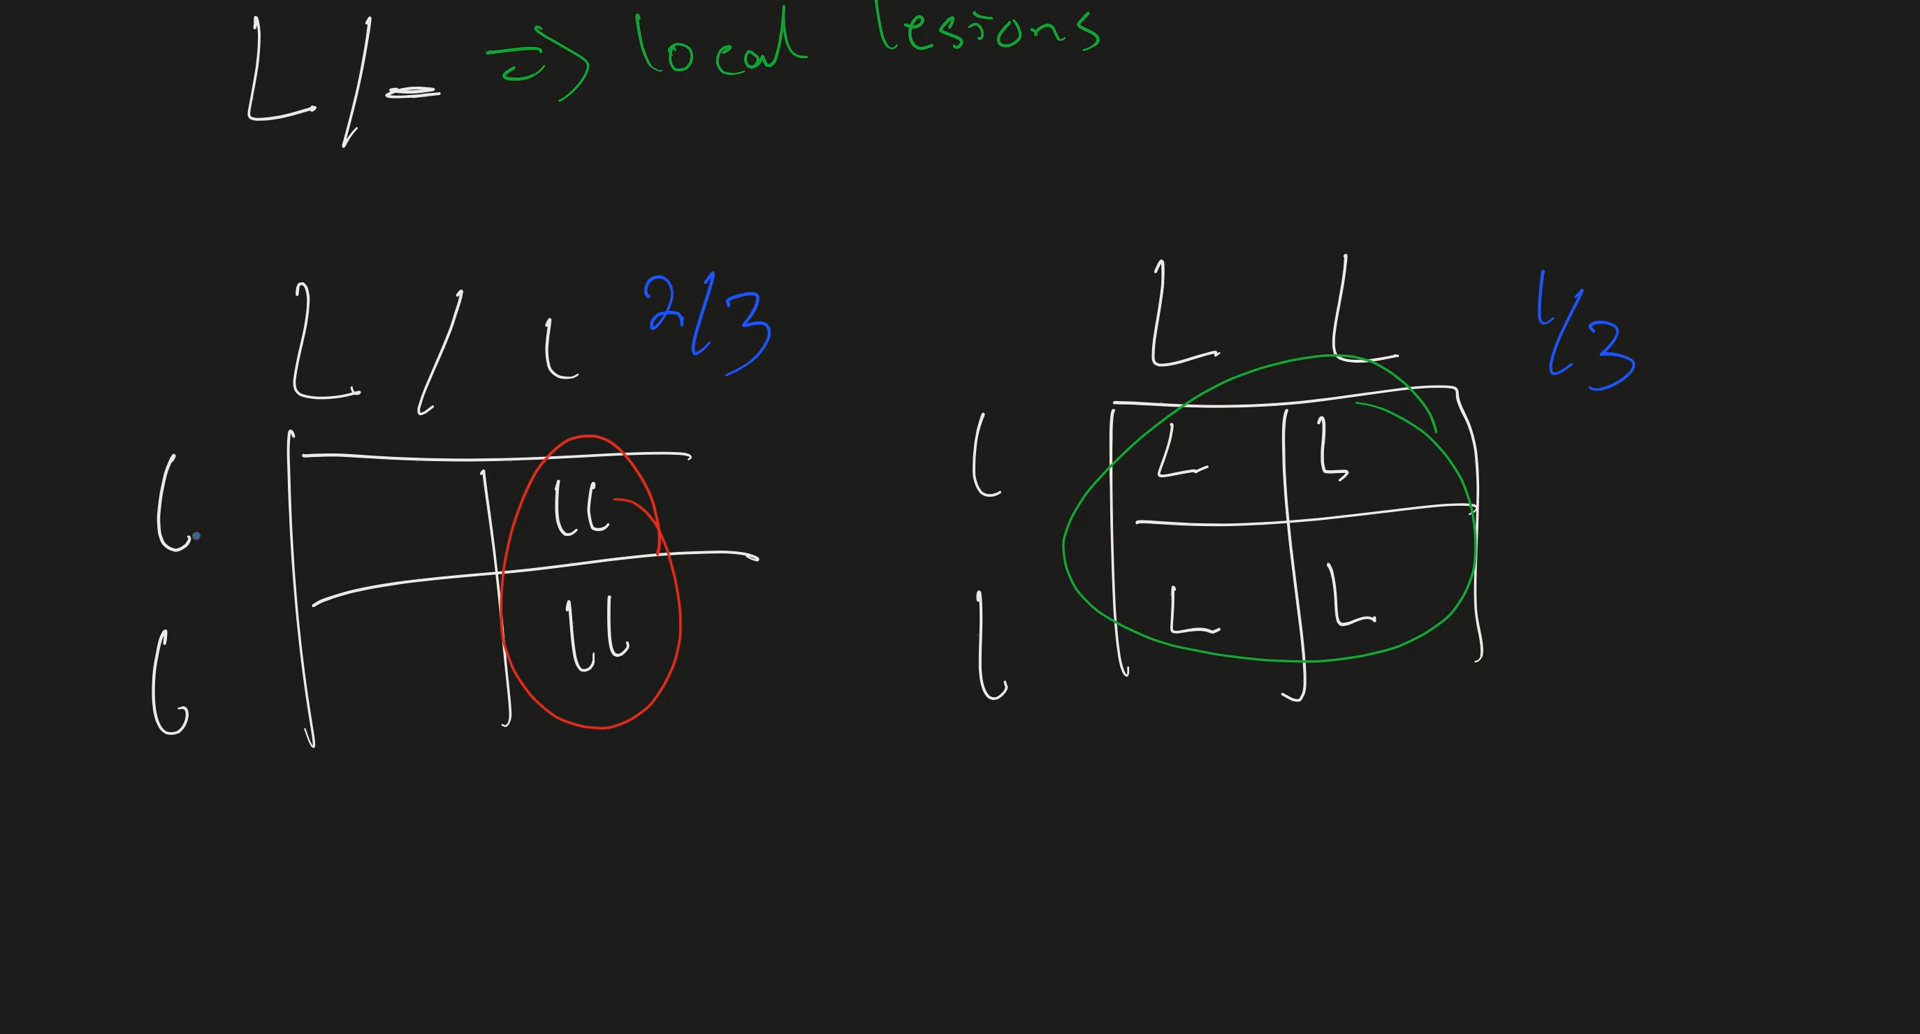 L/- => local lesions
L / l 2/3
L L 1/3
l ll
l L L
l ll
l L L